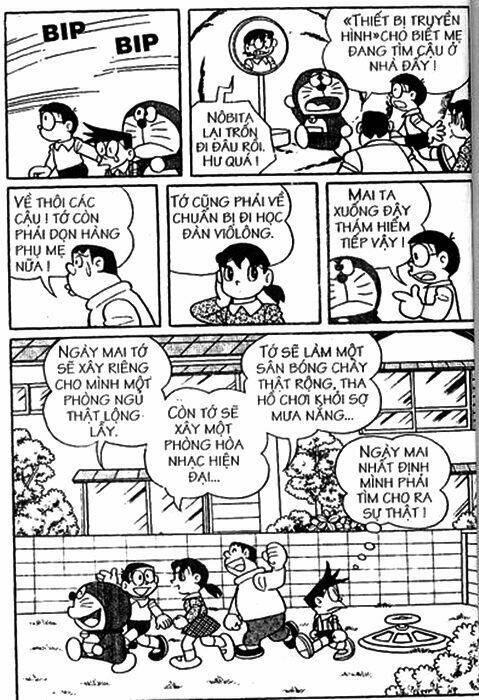 BIP
BIP
«THIẾT BỊ TRUYỀN
HÌNH» CHO BIẾT MẸ
ĐANG TÌM CẬU Ở
NHÀ ĐẤY !
NÔBITA
LẠI TRỐN
ĐI ĐÂU RỒI.
HƯ QUÁ !
VỀ THÔI CÁC
CẬU ! TỚ CÒN
PHẢI DỌN HÀNG
PHỤ MẸ
NỮA !
TỚ CŨNG PHẢI VỀ
CHUẨN BỊ ĐI HỌC
ĐÀN VIÔLÔNG.
MAI TA
XUỐNG ĐÂY
THÁM HIỂM
TIẾP VẬY !
NGÀY MAI TỚ
SẼ XÂY RIÊNG
CHO MÌNH MỘT
PHÒNG NGỦ
THẬT LỘNG
LẪY.
CÒN TỚ SẼ
XÂY MỘT
PHÒNG HÒA
NHẠC HIỆN
ĐẠI...
TỚ SẼ LÀM MỘT
SÂN BÓNG CHÀY
THẬT RỘNG, THA
HỒ CHƠI KHỎI SỢ
MƯA NẮNG...
NGÀY MAI
NHẤT ĐỊNH
MÌNH PHẢI
TÌM CHO RA
SỰ THẬT !